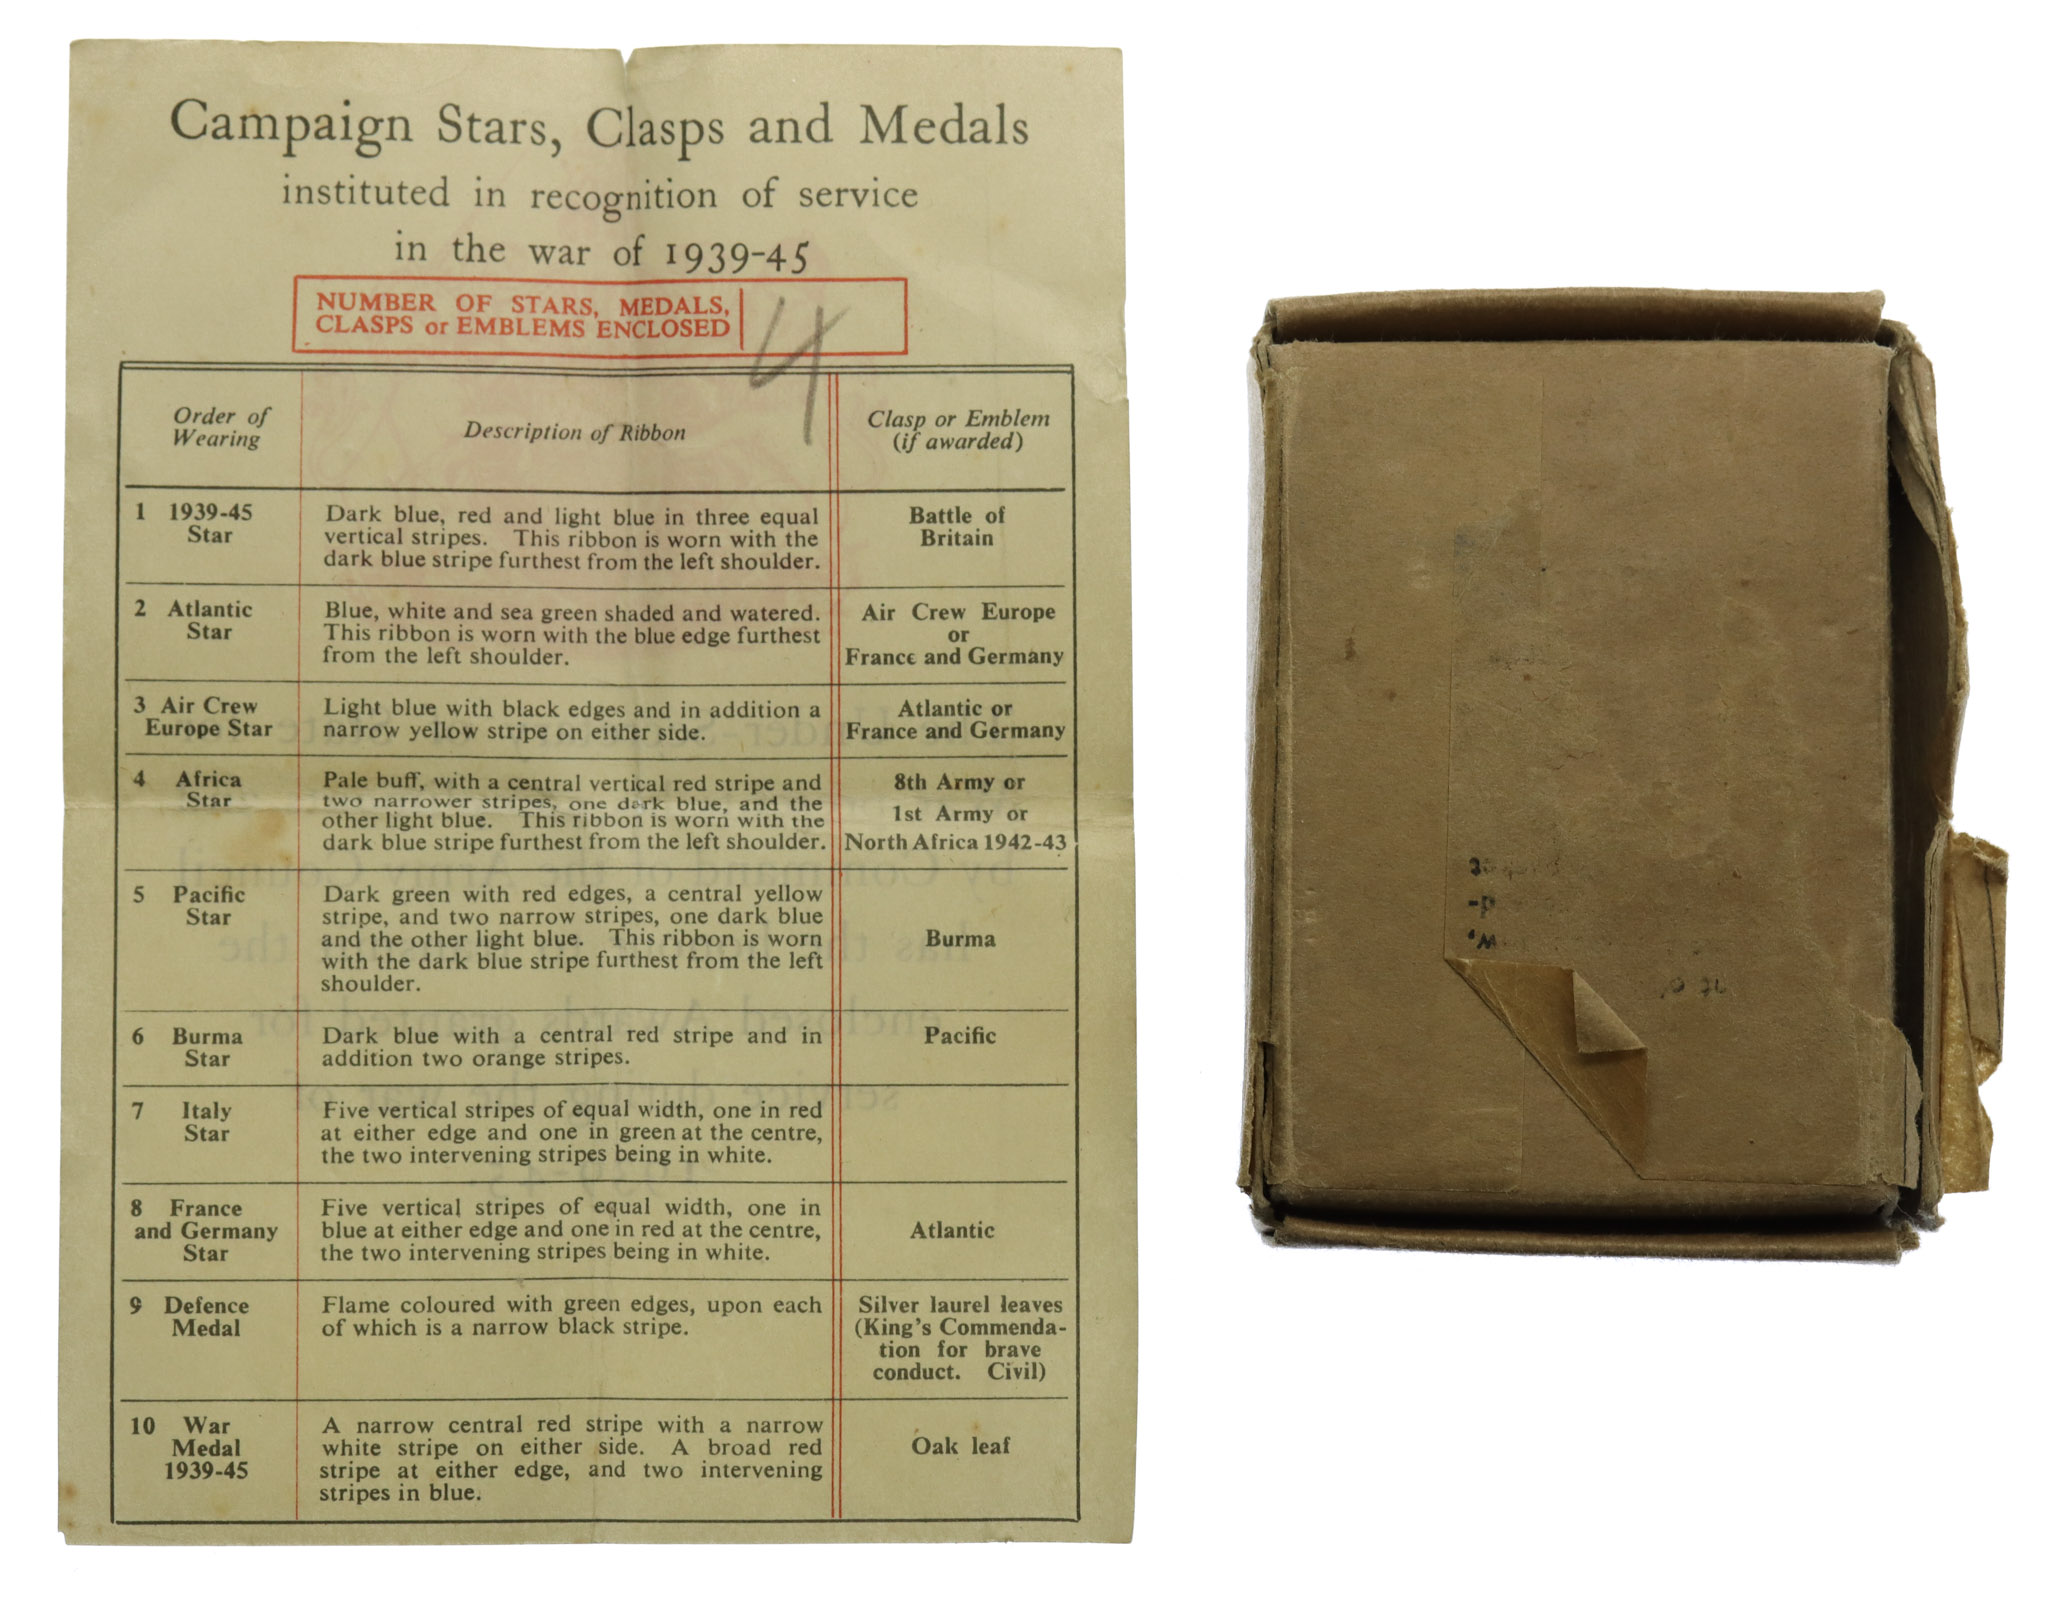 Campaign Stars, Clasps and Medals
instituted in recognition of service
in the war of 1939-45
NUMBER OF STARS, MEDALS,
CLASPS or EMBLEMS ENCLOSED
4
Order of
Wearing
Description of Ribbon
Clasp or Emblem
(if awarded)
1 1939-45
Star
Dark blue, red and light blue in three equal
vertical stripes. This ribbon is worn with the
dark blue stripe furthest from the left shoulder.
Battle of
Britain
2 Atlantic
Star
Blue, white and sea green shaded and watered.
This ribbon is worn with the blue edge furthest
from the left shoulder.
Air Crew Europe
or
France and Germany
3 Air Crew
Europe Star
Light blue with black edges and in addition a
narrow yellow stripe on either side.
Atlantic or
France and Germany
4 Africa
Star
Pale buff, with a central vertical red stripe and
two narrower stripes, one dark blue, and the
other light blue. This ribbon is worn with the
dark blue stripe furthest from the left shoulder.
8th Army or
1st Army or
North Africa 1942-43
5 Pacific
Star
Dark green with red edges, a central yellow
stripe, and two narrow stripes, one dark blue
and the other light blue. This ribbon is worn
with the dark blue stripe furthest from the left
shoulder.
Burma
6 Burma
Star
Dark blue with a central red stripe and in
addition two orange stripes.
Pacific
7 Italy
Star
Five vertical stripes of equal width, one in red
at either edge and one in green at the centre,
the two intervening stripes being in white.
8 France
and Germany
Star
Five vertical stripes of equal width, one in
blue at either edge and one in red at the centre,
the two intervening stripes being in white.
Atlantic
9 Defence
Medal
Flame coloured with green edges, upon each
of which is a narrow black stripe.
Silver laurel leaves
(King's Commenda-
tion for brave
conduct. Civil)
10 War
Medal
1939-45
A narrow central red stripe with a narrow
white stripe on either side. A broad red
stripe at either edge, and two intervening
stripes in blue.
Oak leaf